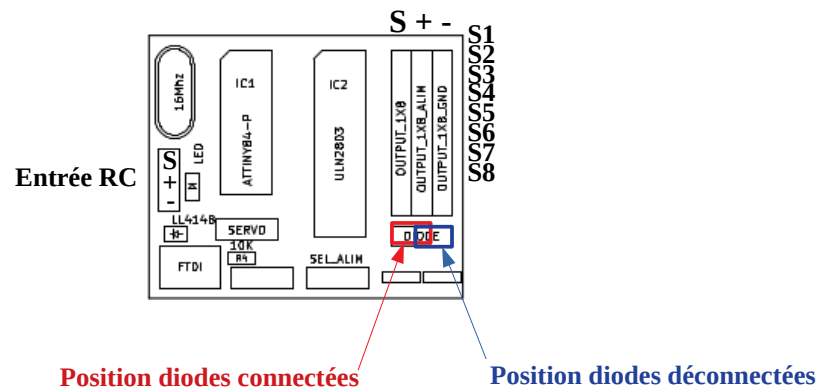 S + -
S1
S2
S3
S4
S5
S6
S7
S8
16Mhz
IC1
ATTINY84-P
IC2
ULN2803
OUTPUT_1X8
OUTPUT_1X8_ALIM
OUTPUT_1X8_GND
Entrée RC
S
+
-
LED
LL4148
SERVO
DIODE
10K
R4
FTDI
SEL_ALIM
Position diodes connectées
Position diodes déconnectées